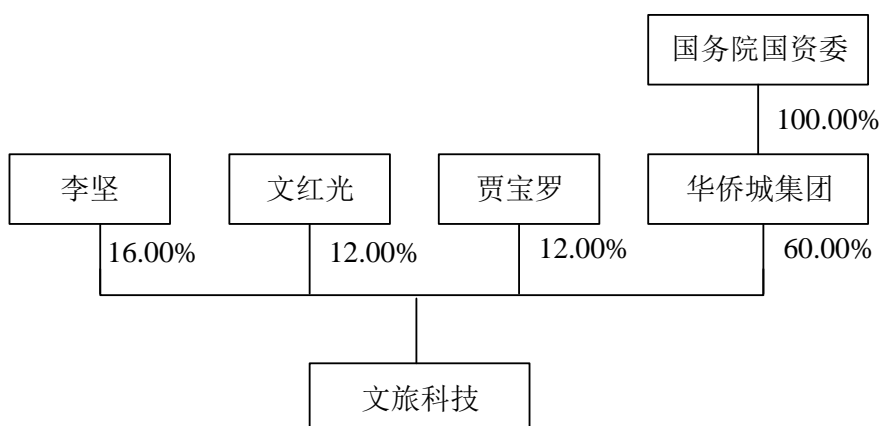 国务院国资委
100.00%
李坚
文红光
贾宝罗
华侨城集团
16.00%
12.00%
12.00%
60.00%
文旅科技